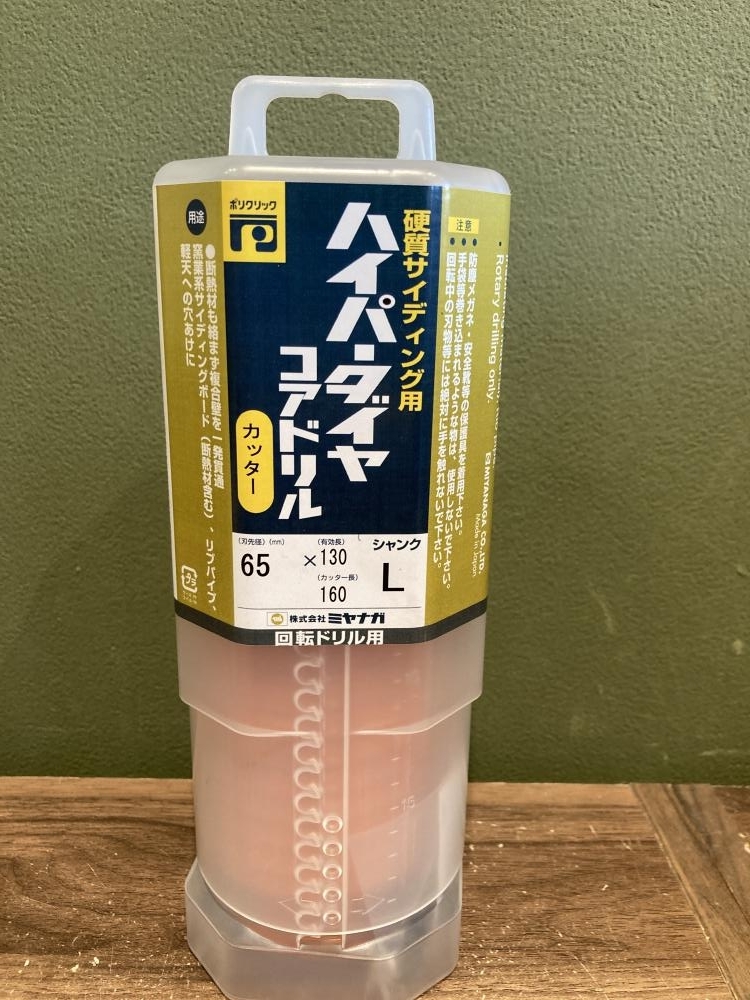 用途
●断熱材も絡まず複合壁を一発貫通
窯業系サイディングボード(断熱材含む)、リブパイプ、
軽天への穴あけに
プラ
ポリクリック
硬質サイディング用
ハイパーダイヤ
コアドリル
カッター
(刃先径)(mm)
65
×
(有効長)
130
(カッター長)
160
シャンク
L
株式会社 ミヤナガ
回転ドリル用
注意
・防塵メガネ・安全靴等の保護具を着用下さい。
・手袋等巻き込まれるような物は、使用しないで下さい。
・回転中の刃物等には絶対に手を触れないで下さい。
Rotary drilling only.
MIYANAGA CO.,LTD.
Made in Japan
15